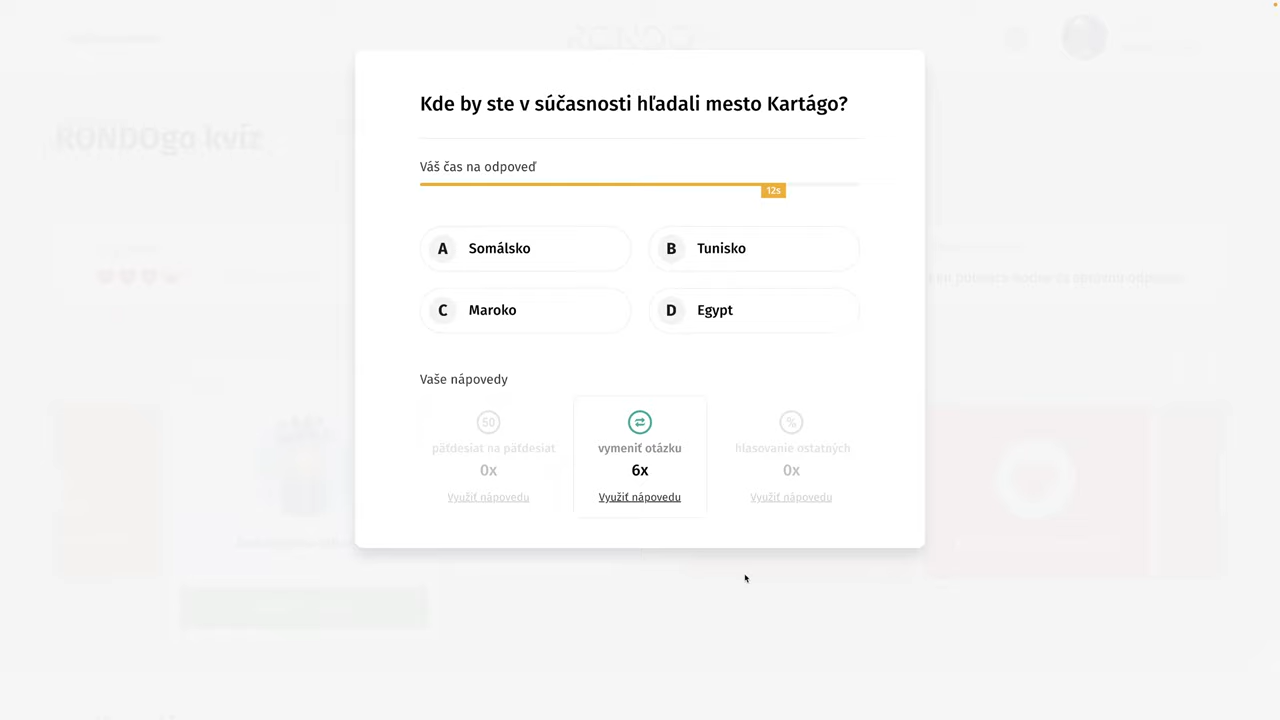 RONDO
RONDOgo kvíz
Kde by ste v súčasnosti hľadali mesto Kartágo?
Váš čas na odpoveď
12s
A Somálsko
B Tunisko
C Maroko
D Egypt
Vaše nápovedy
50
päťdesiat na päťdesiat
0x
Využiť nápovedu
vymeniť otázku
6x
Využiť nápovedu
%
hlasovanie ostatných
0x
Využiť nápovedu